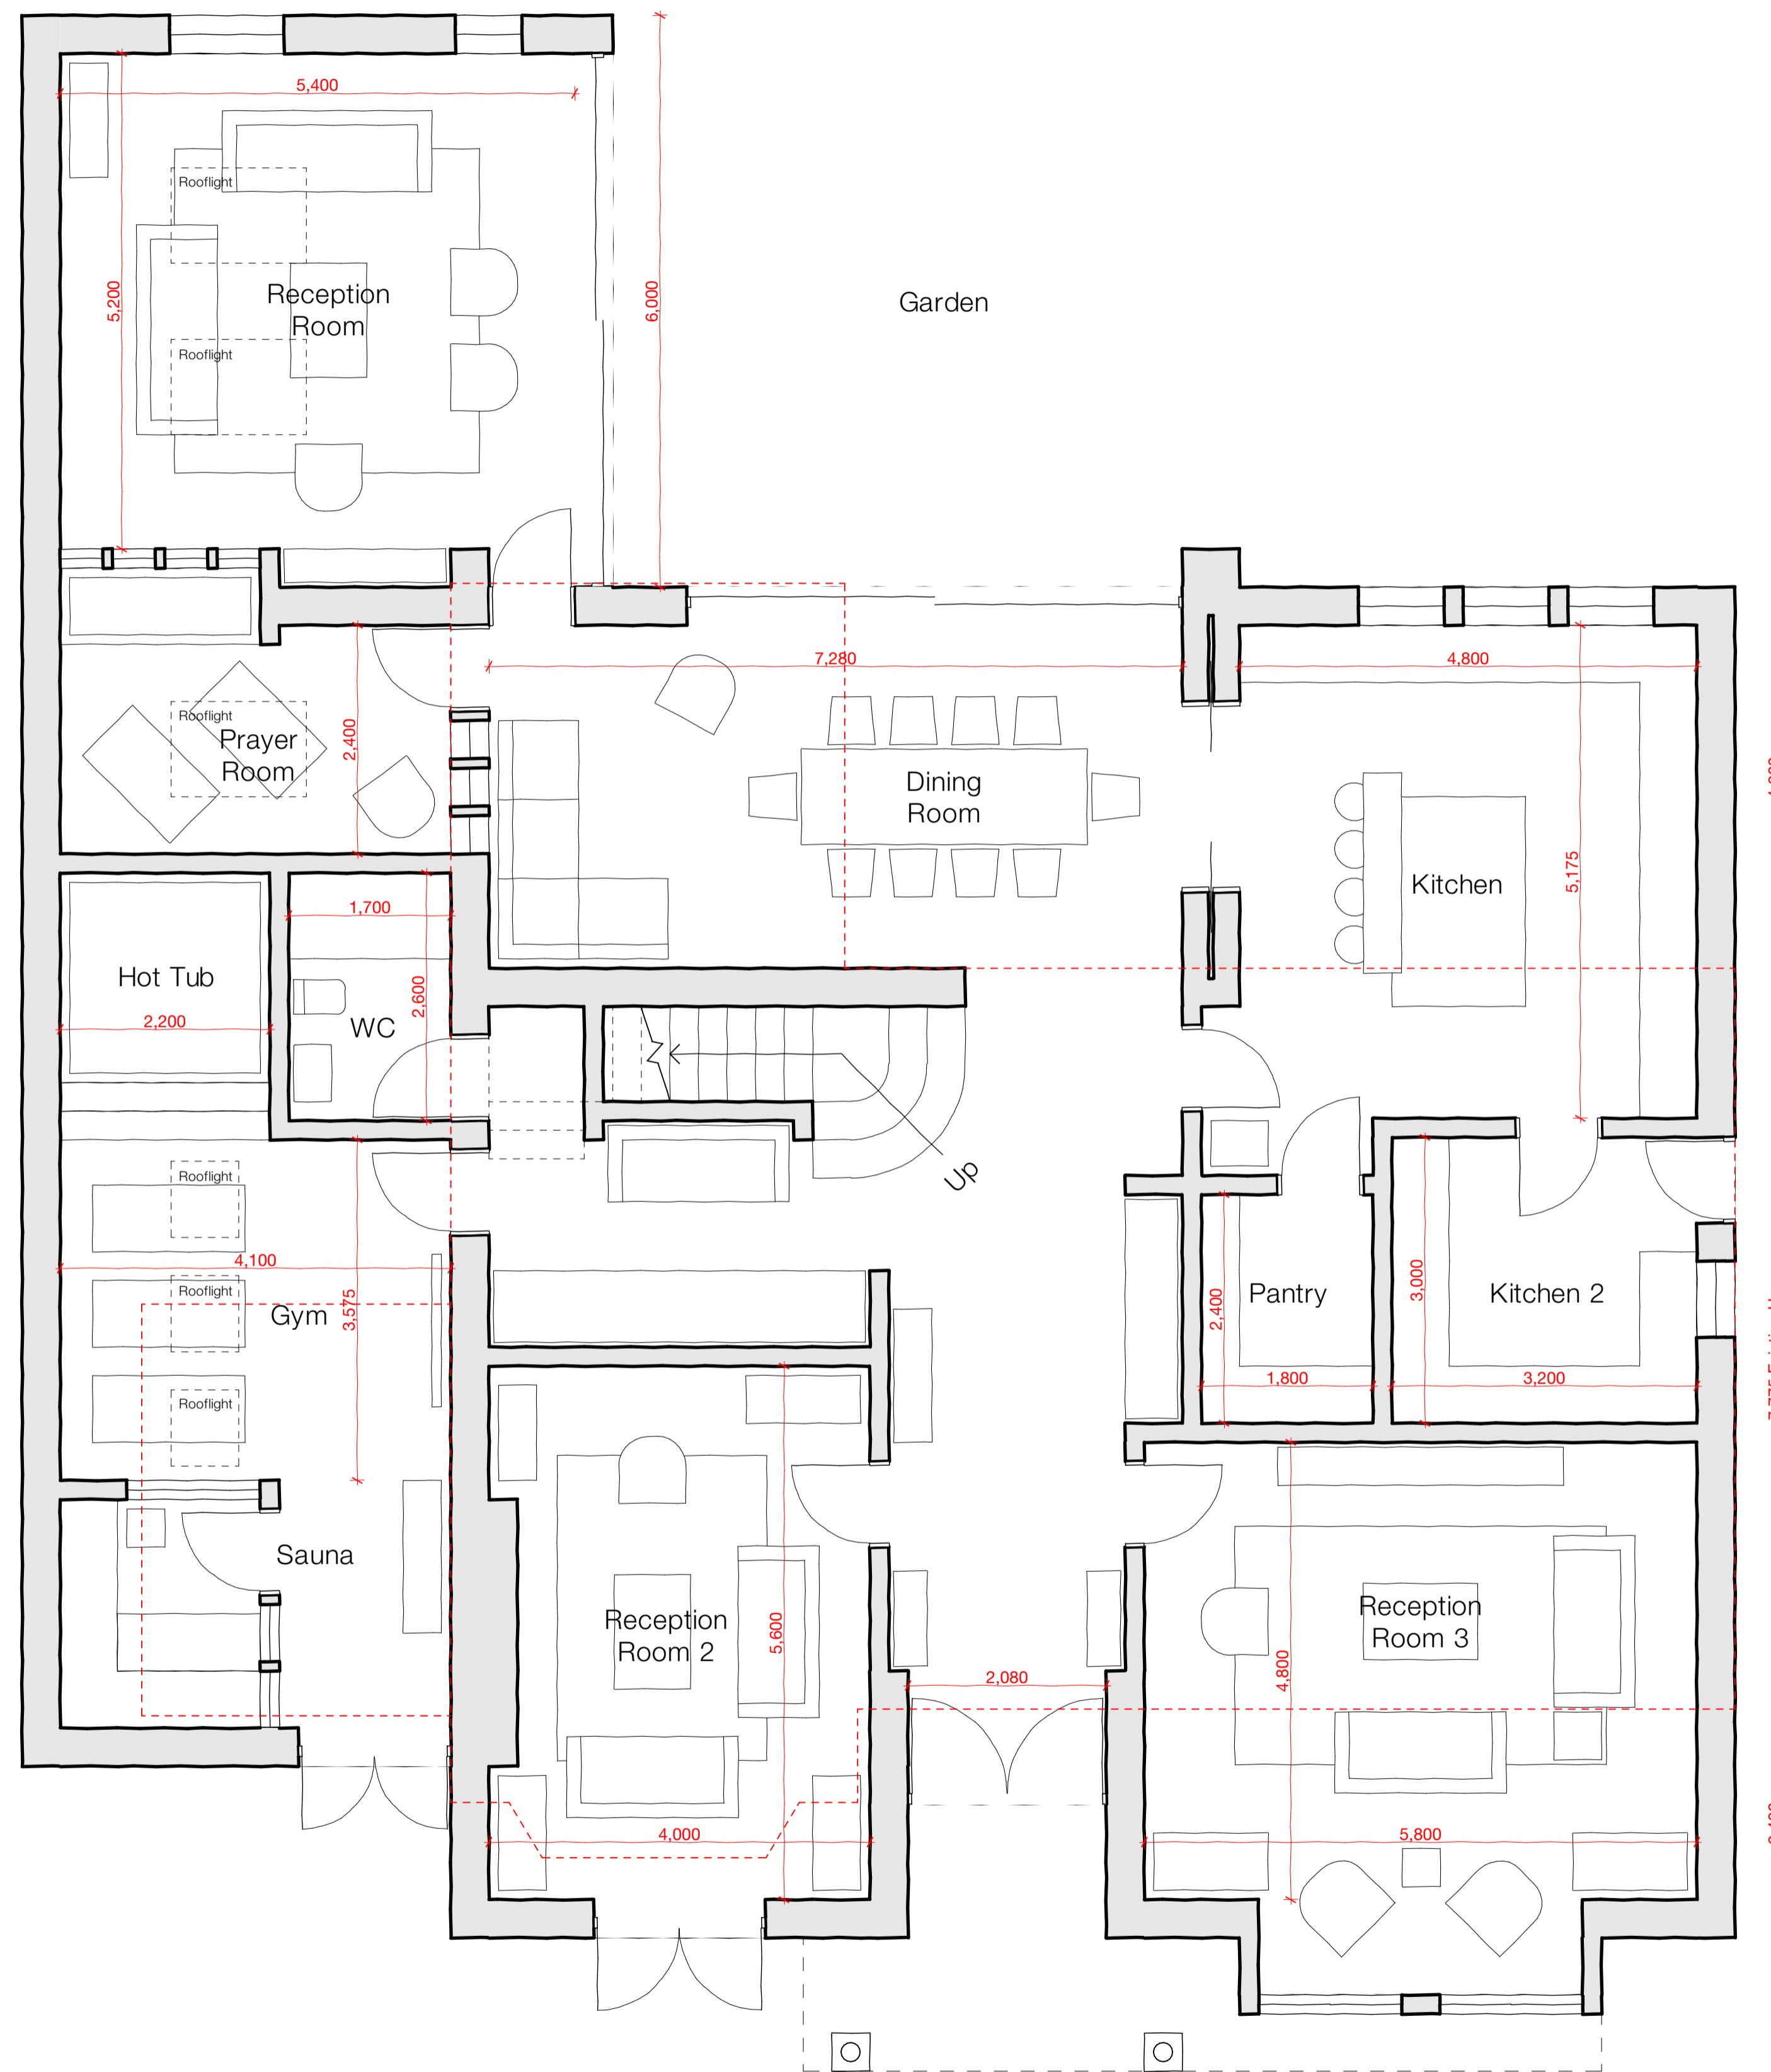 5,400
Rooflight
5,200
Reception
Room
6,000
Garden
Rooflight
7,280
4,800
Rooflight
Prayer
Room
2,400
Dining
Room
5,175
Kitchen
1,700
Hot Tub
2,600
2,200
WC
Up
Rooflight
4,100
Rooflight
Gym
3,575
2,400
Pantry
3,000
Kitchen 2
1,800
3,200
Rooflight
Sauna
Reception
Room 2
5,600
Reception
Room 3
4,800
2,080
4,000
5,800